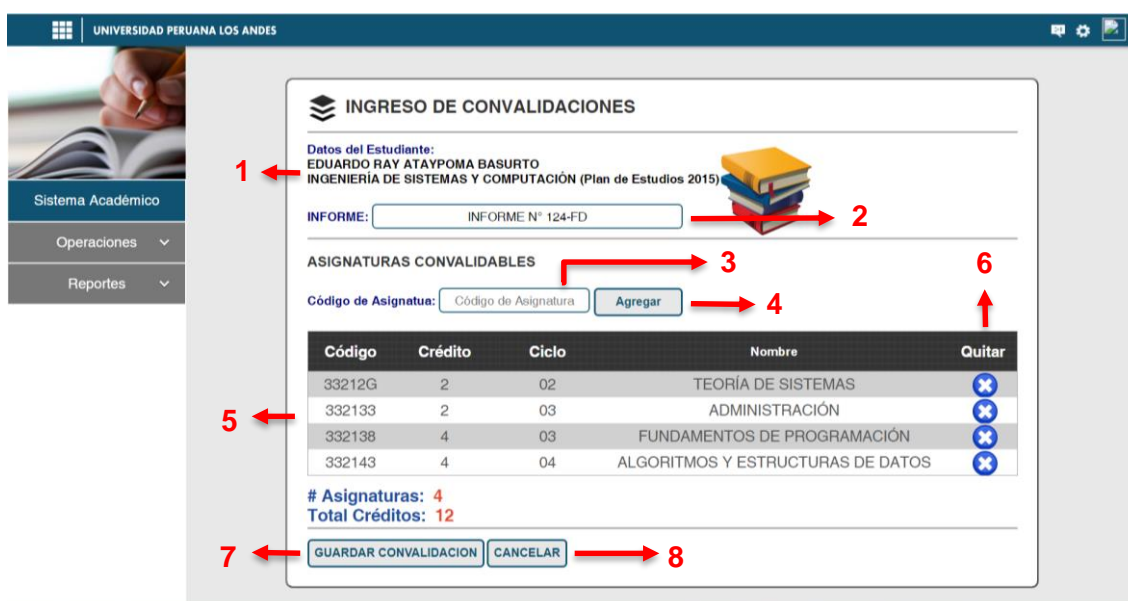 UNIVERSIDAD PERUANA LOS ANDES
INGRESO DE CONVALIDACIONES
Datos del Estudiante:
1
EDUARDO RAY ATAYPOMA BASURTO
INGENIERÍA DE SISTEMAS Y COMPUTACIÓN (Plan de Estudios 2015)
Sistema Académico
Operaciones
Reportes
INFORME: INFORME N° 124-FD 2
ASIGNATURAS CONVALIDABLES 3 6
Código de Asignatua: Código de Asignatura Agregar 4
Código Crédito Ciclo Nombre Quitar
33212G 2 02 TEORÍA DE SISTEMAS
332133 2 03 ADMINISTRACIÓN
5
332138 4 03 FUNDAMENTOS DE PROGRAMACIÓN
332143 4 04 ALGORITMOS Y ESTRUCTURAS DE DATOS
# Asignaturas: 4
Total Créditos: 12
7 GUARDAR CONVALIDACION CANCELAR 8